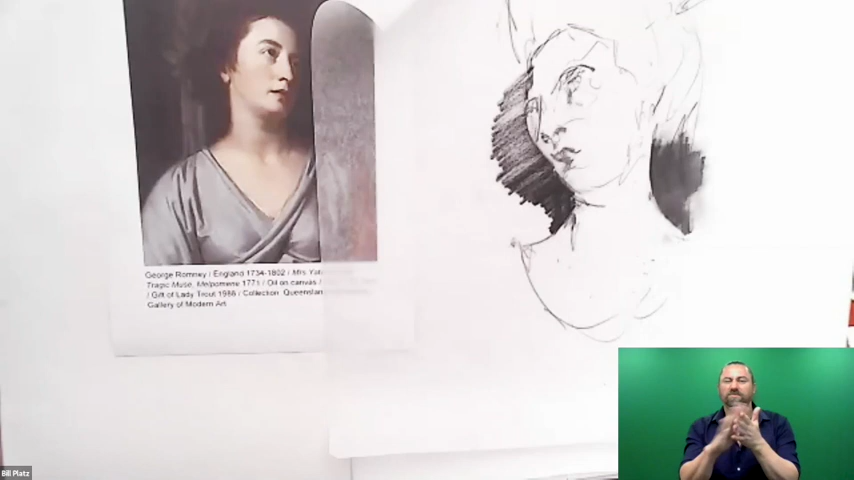 George Romney / England 1734-1802 / Mrs
Tragic Muse, Melpomene 1771 / Oil on canvas /
/ Gift of Lady Trout 1988 / Collection: Queensland
Gallery of Modern Art
Bill Platz